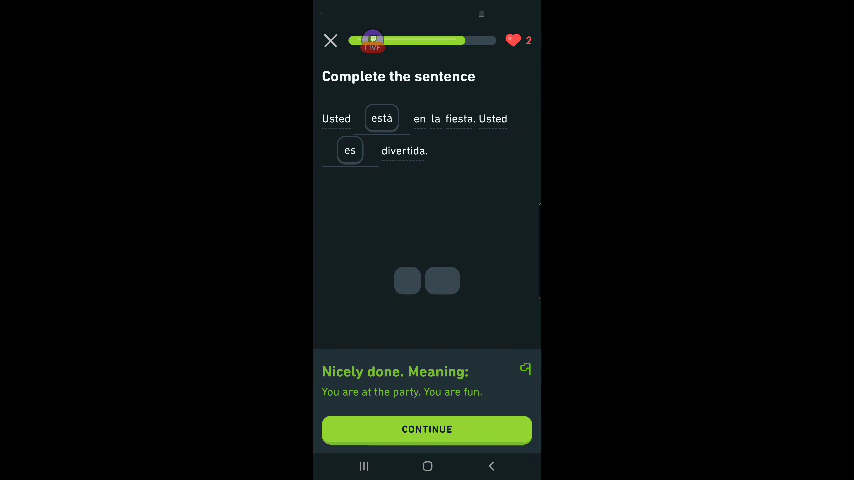 LIVE
2
Complete the sentence
Usted está en la fiesta. Usted
es divertida.
Nicely done. Meaning:
You are at the party. You are fun.
CONTINUE